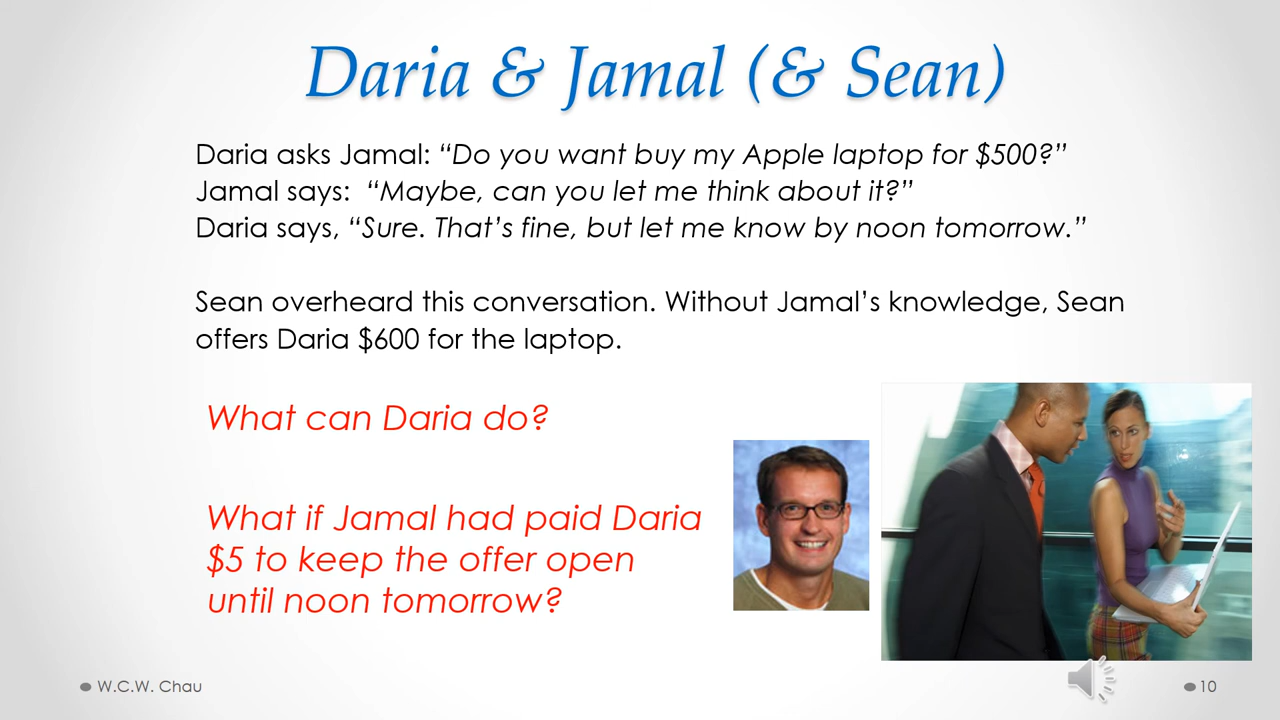 Daria & Jamal (& Sean)
Daria asks Jamal: “Do you want buy my Apple laptop for $500?”
Jamal says:  “Maybe, can you let me think about it?”
Daria says, “Sure. That’s fine, but let me know by noon tomorrow.”
Sean overheard this conversation. Without Jamal’s knowledge, Sean
offers Daria $600 for the laptop.
What can Daria do?
What if Jamal had paid Daria
$5 to keep the offer open
until noon tomorrow?
W.C.W. Chau
10